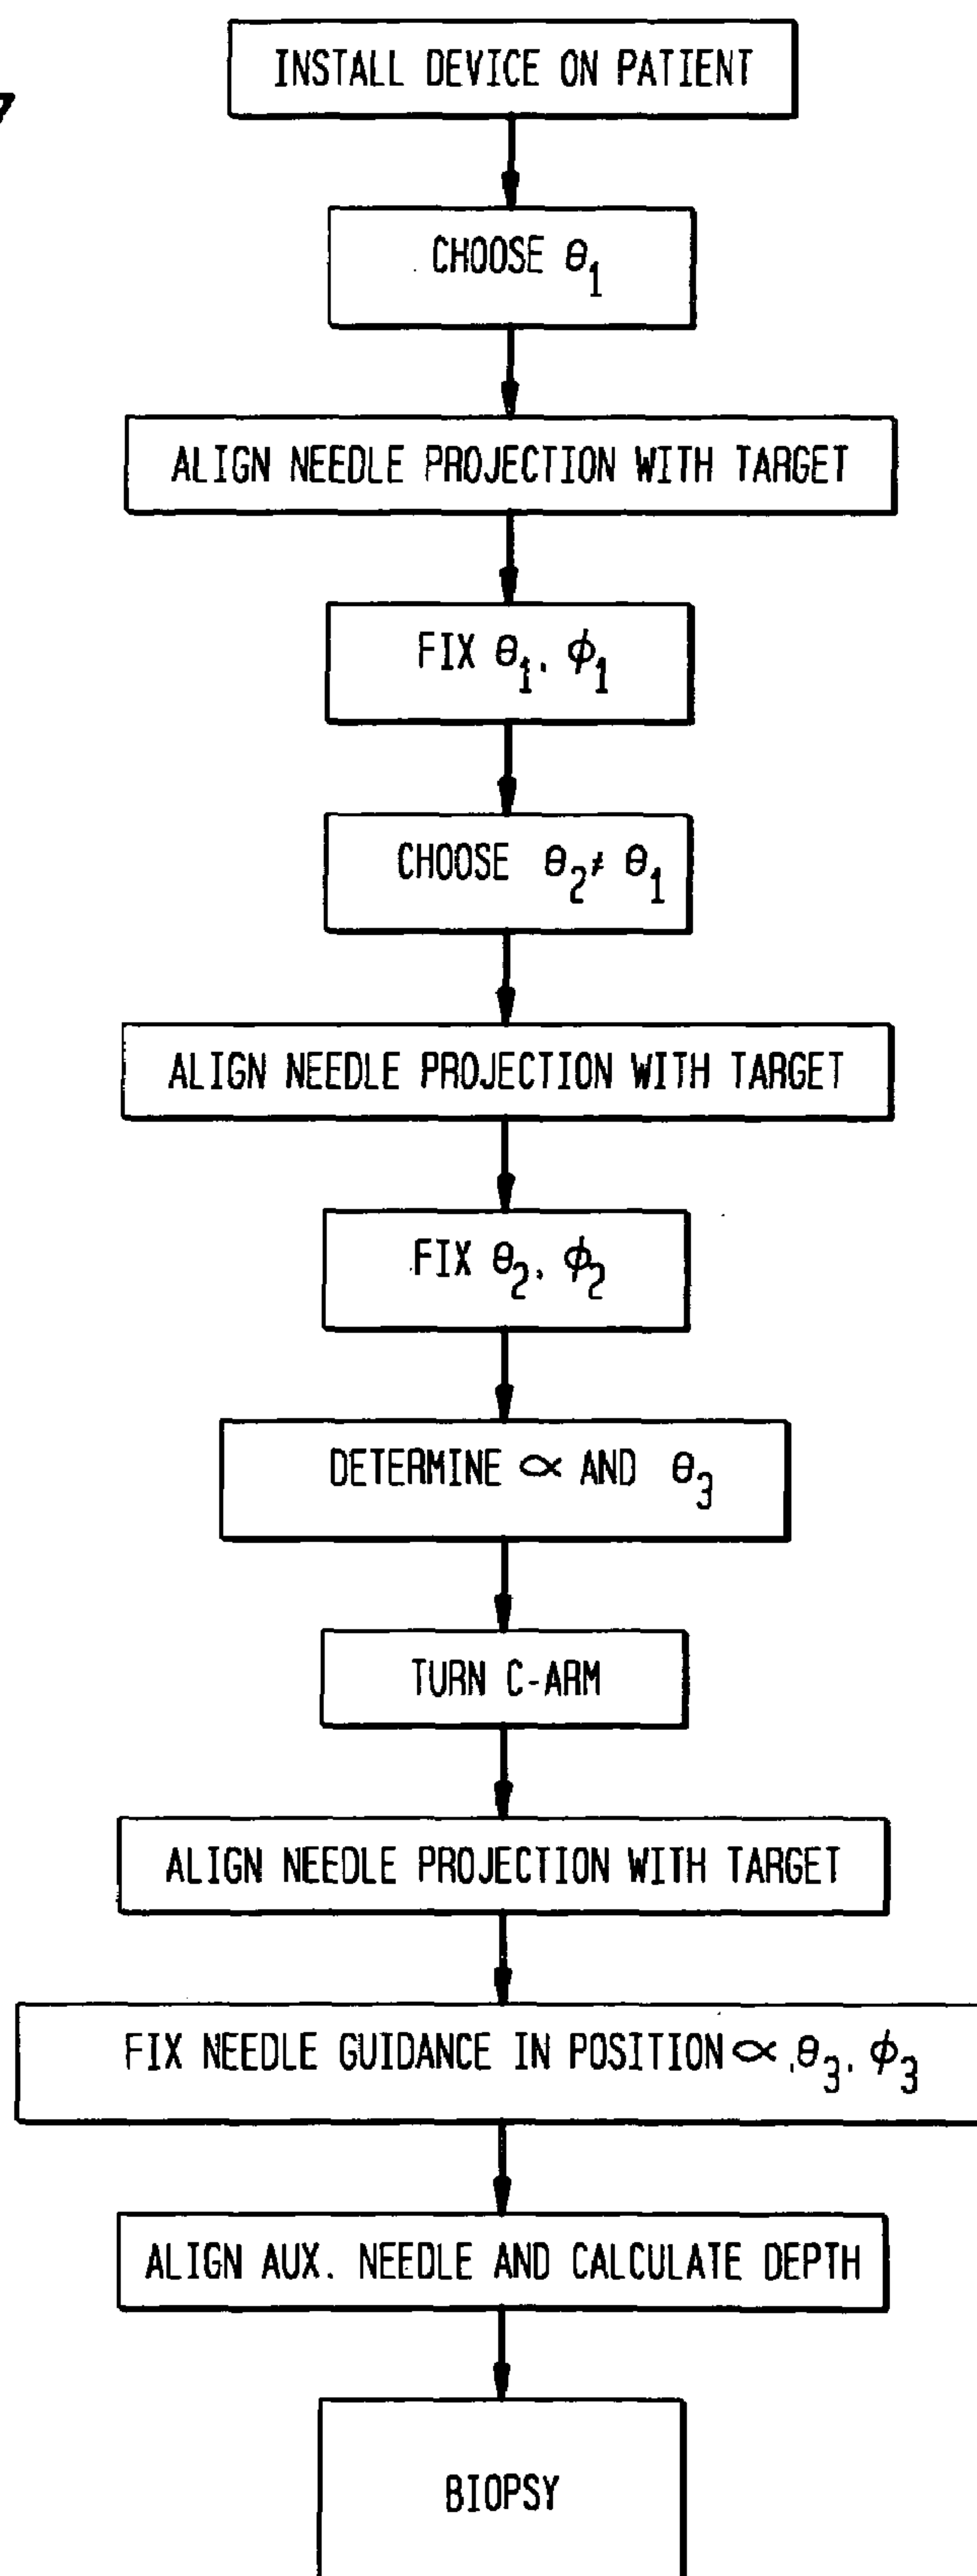 7
INSTALL DEVICE ON PATIENT
CHOOSE θ₁
ALIGN NEEDLE PROJECTION WITH TARGET
FIX θ₁, ϕ₁
CHOOSE θ₂≠ θ₁
ALIGN NEEDLE PROJECTION WITH TARGET
FIX θ₂, ϕ₂
DETERMINE ∝ AND θ₃
TURN C-ARM
ALIGN NEEDLE PROJECTION WITH TARGET
FIX NEEDLE GUIDANCE IN POSITION ∝ ,θ₃, ϕ₃
ALIGN AUX. NEEDLE AND CALCULATE DEPTH
BIOPSY